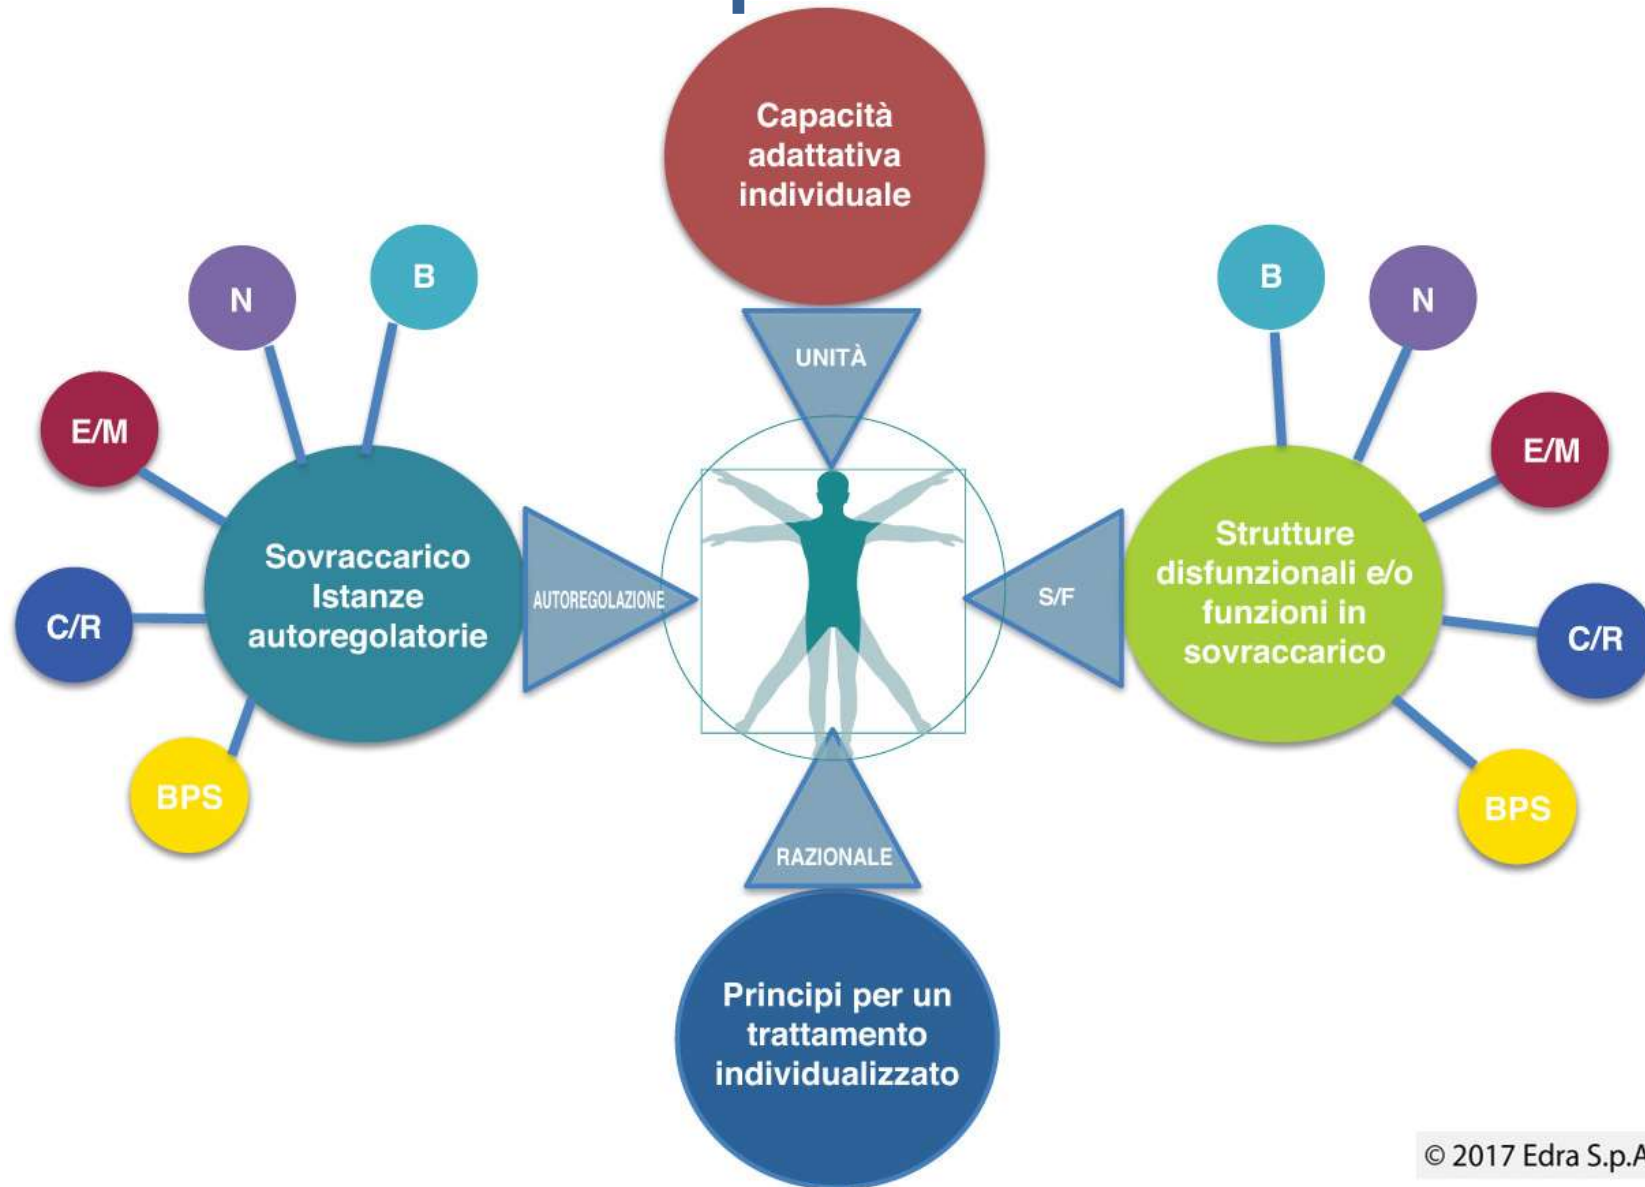 Capacità
adattativa
individuale
UNITÀ
N
B
E/M
C/R
BPS
Sovraccarico
Istanze
autoregolatorie
AUTOREGOLAZIONE
S/F
Strutture
disfunzionali e/o
funzioni in
sovraccarico
B
N
E/M
C/R
BPS
RAZIONALE
Principi per un
trattamento
individualizzato
© 2017 Edra S.p.A